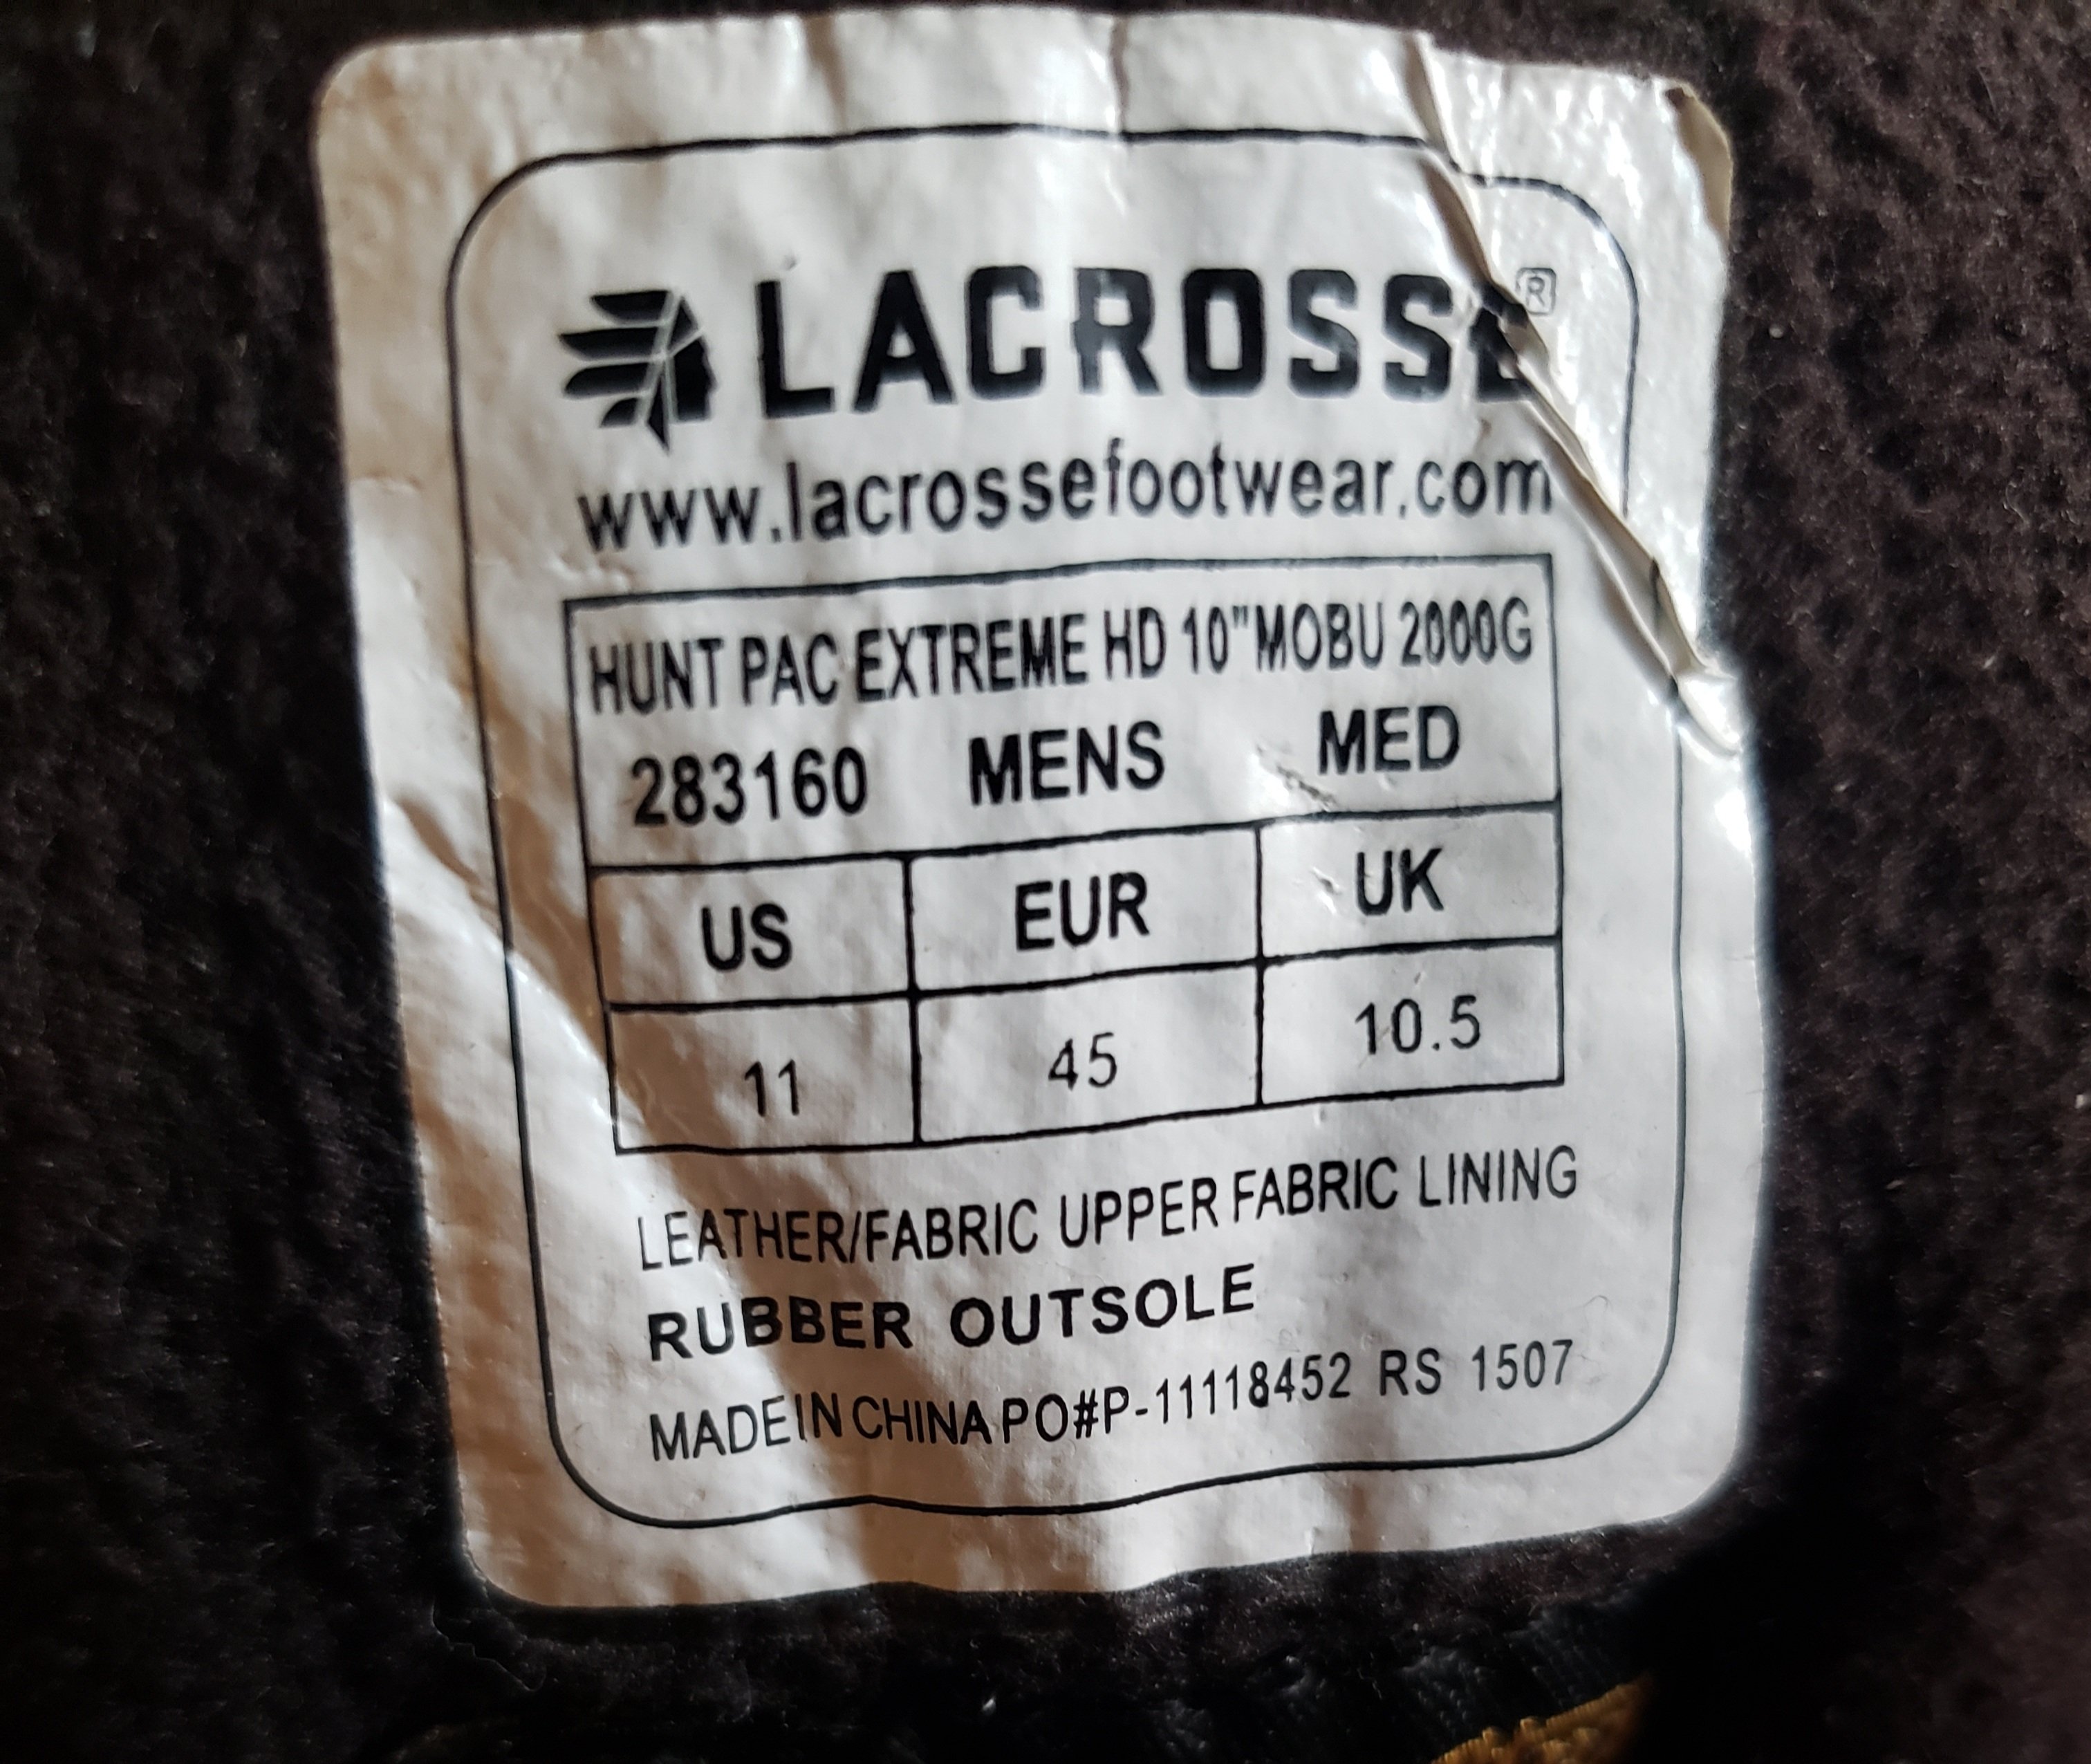 LACROSSE®
www.lacrossefootwear.com
HUNT PAC EXTREME HD 10"MOBU 2000G
283160 MENS MED
US EUR UK
11 45 10.5
LEATHER/FABRIC UPPER FABRIC LINING
RUBBER OUTSOLE
MADE IN CHINA PO#P-11118452 RS 1507